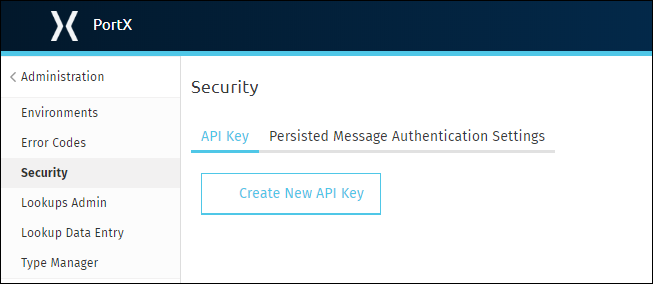 PortX
Administration
Environments
Error Codes
Security
Lookups Admin
Lookup Data Entry
Type Manager
Security
API Key Persisted Message Authentication Settings
Create New API Key